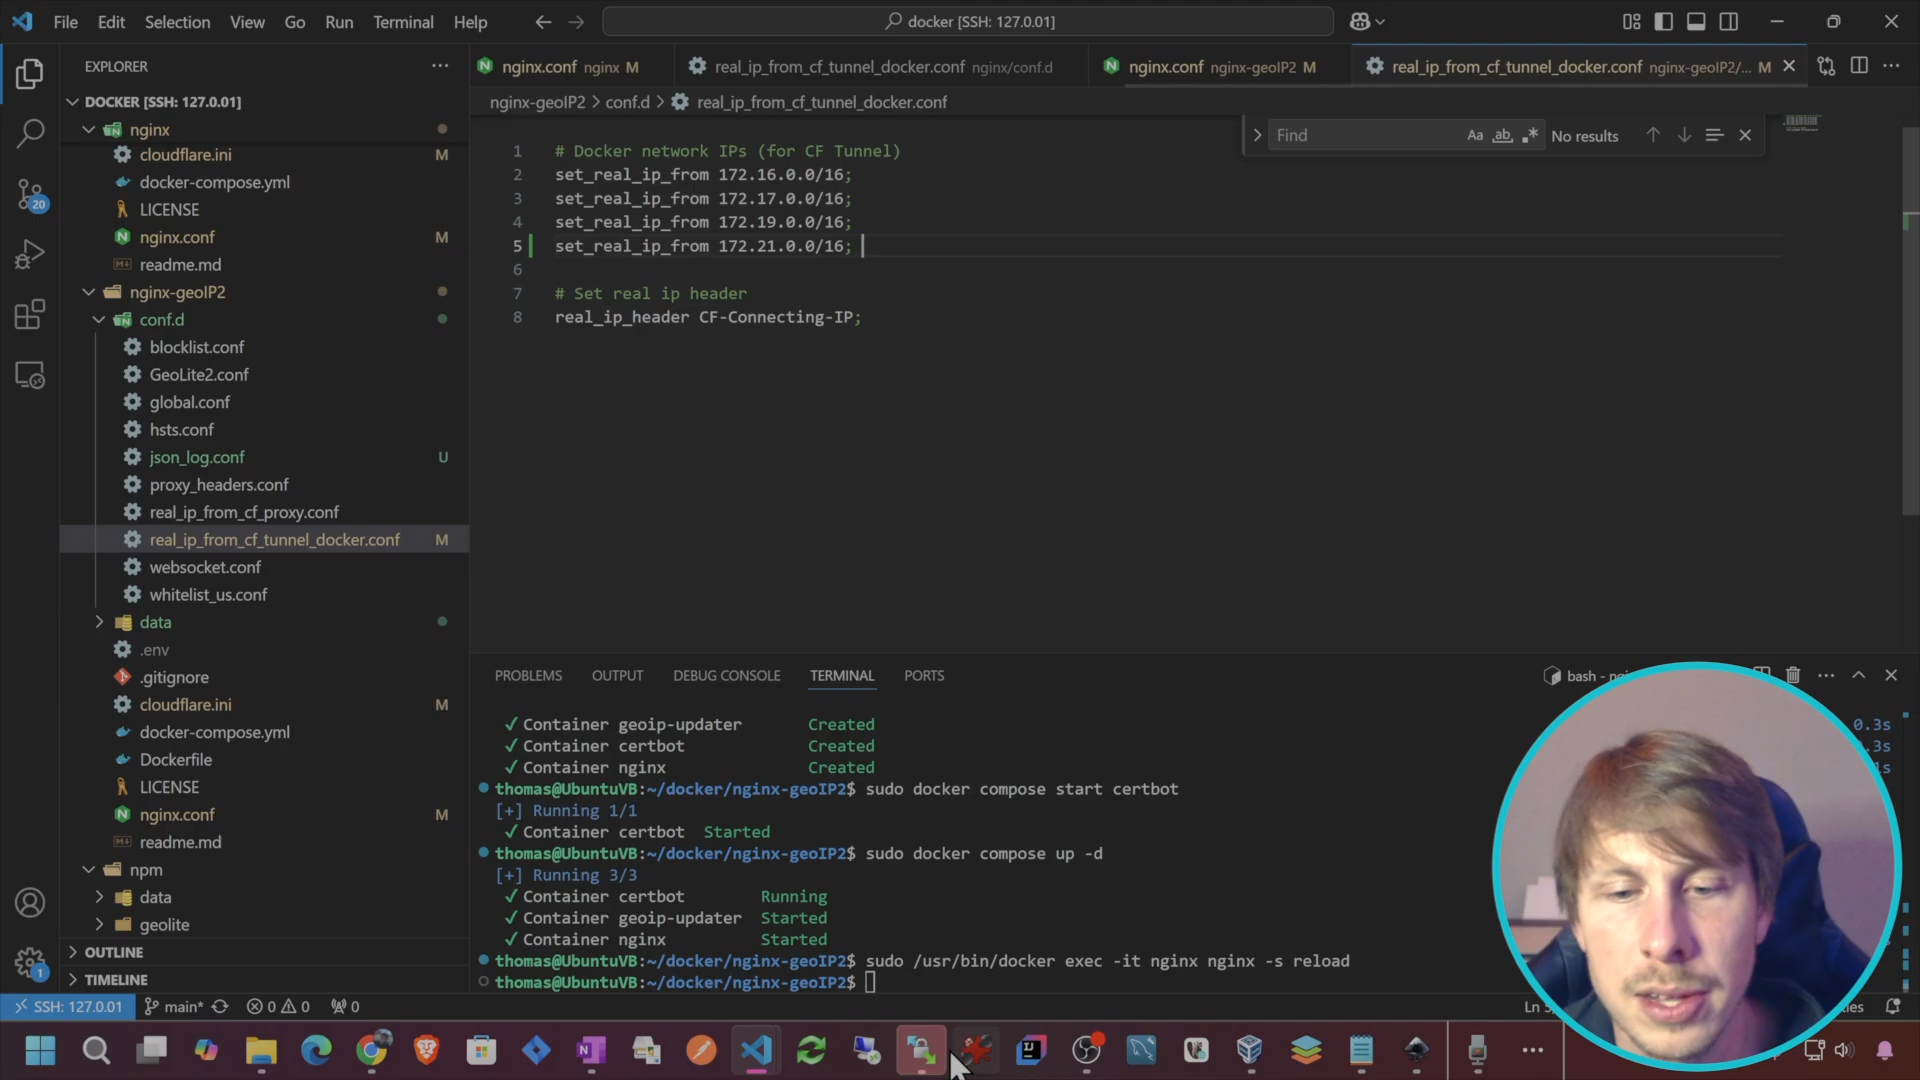 File Edit Selection View Go Run Terminal Help
docker [SSH: 127.0.01]
EXPLORER
nginx.conf nginx M
real_ip_from_cf_tunnel_docker.conf nginx/conf.d
nginx.conf nginx-geoIP2 M
real_ip_from_cf_tunnel_docker.conf nginx-geoIP2/... M
nginx-geoIP2 > conf.d > real_ip_from_cf_tunnel_docker.conf
Find
Aa ab No results
DOCKER [SSH: 127.0.01]
nginx
cloudflare.ini M
docker-compose.yml
LICENSE
nginx.conf M
readme.md
nginx-geoIP2
conf.d
blocklist.conf
GeoLite2.conf
global.conf
hsts.conf
json_log.conf U
proxy_headers.conf
real_ip_from_cf_proxy.conf
real_ip_from_cf_tunnel_docker.conf M
websocket.conf
whitelist_us.conf
data
.env
.gitignore
cloudflare.ini M
docker-compose.yml
Dockerfile
LICENSE
nginx.conf M
readme.md
npm
data
geolite
OUTLINE
TIMELINE
20
1
1 # Docker network IPs (for CF Tunnel)
2 set_real_ip_from 172.16.0.0/16;
3 set_real_ip_from 172.17.0.0/16;
4 set_real_ip_from 172.19.0.0/16;
5 set_real_ip_from 172.21.0.0/16;
6
7 # Set real ip header
8 real_ip_header CF-Connecting-IP;
PROBLEMS OUTPUT DEBUG CONSOLE TERMINAL PORTS
bash
✓ Container geoip-updater Created 0.3s
✓ Container certbot Created
✓ Container nginx Created
thomas@UbuntuVB:~/docker/nginx-geoIP2$ sudo docker compose start certbot
[+] Running 1/1
✓ Container certbot Started
thomas@UbuntuVB:~/docker/nginx-geoIP2$ sudo docker compose up -d
[+] Running 3/3
✓ Container certbot Running
✓ Container geoip-updater Started
✓ Container nginx Started
thomas@UbuntuVB:~/docker/nginx-geoIP2$ sudo /usr/bin/docker exec -it nginx nginx -s reload
thomas@UbuntuVB:~/docker/nginx-geoIP2$
SSH: 127.0.01 main* 0 0 0